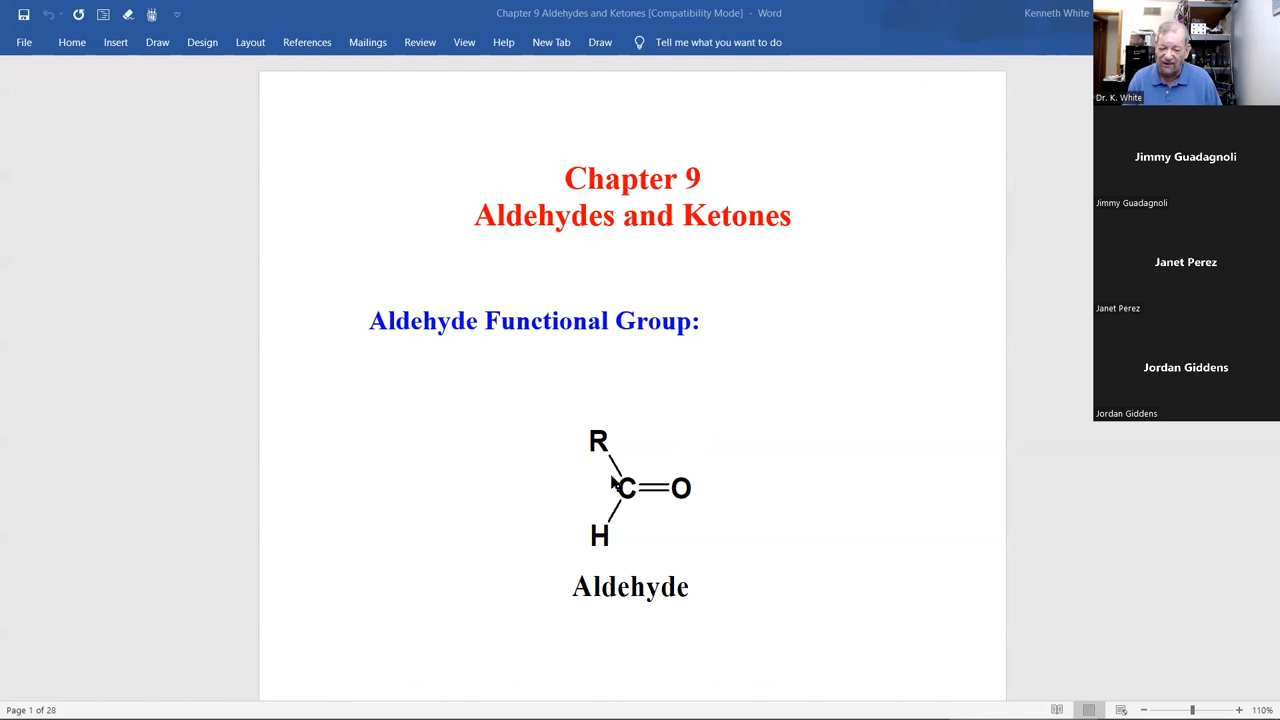 Chapter 9 Aldehydes and Ketones [Compatibility Mode] - Word
Kenneth White
File Home Insert Draw Design Layout References Mailings Review View Help New Tab Draw Tell me what you want to do
Dr. K. White
Jimmy Guadagnoli
Jimmy Guadagnoli
Janet Perez
Janet Perez
Jordan Giddens
Jordan Giddens
Chapter 9
Aldehydes and Ketones
Aldehyde Functional Group:
R
C=O
H
Aldehyde
Page 1 of 28
110%